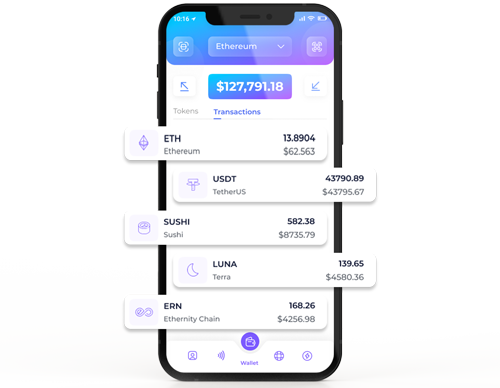 10:16
Ethereum
$127,791.18
Tokens
Transactions
ETH 13.8904
Ethereum $62.563
USDT 43790.89
TetherUS $43795.67
SUSHI 582.38
Sushi $8735.79
LUNA 139.65
Terra $4580.36
ERN 168.26
Ethernity Chain $4256.98
Wallet